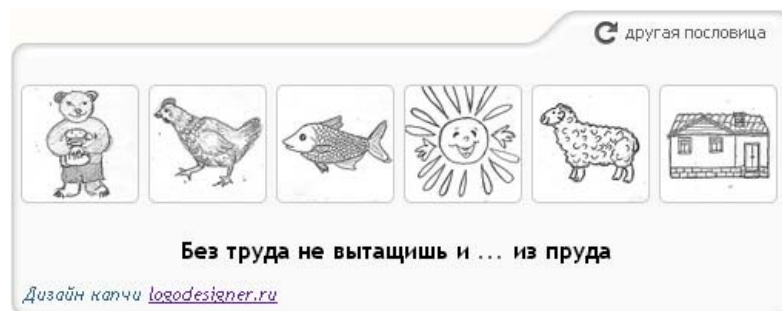 другая пословица
Без труда не вытащишь и ... из пруда
Дизайн капчи logodesigner.ru